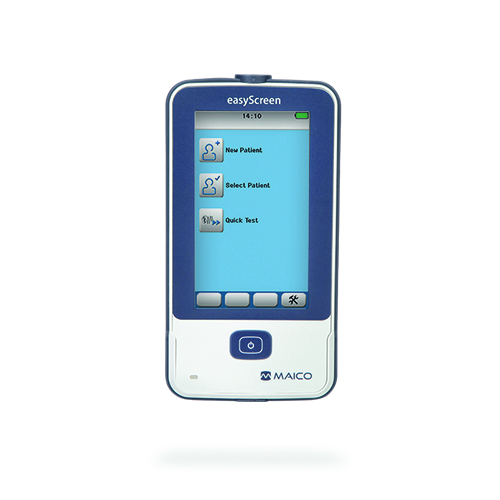 easyScreen
14:10
New Patient
Select Patient
Quick Test
MAICO